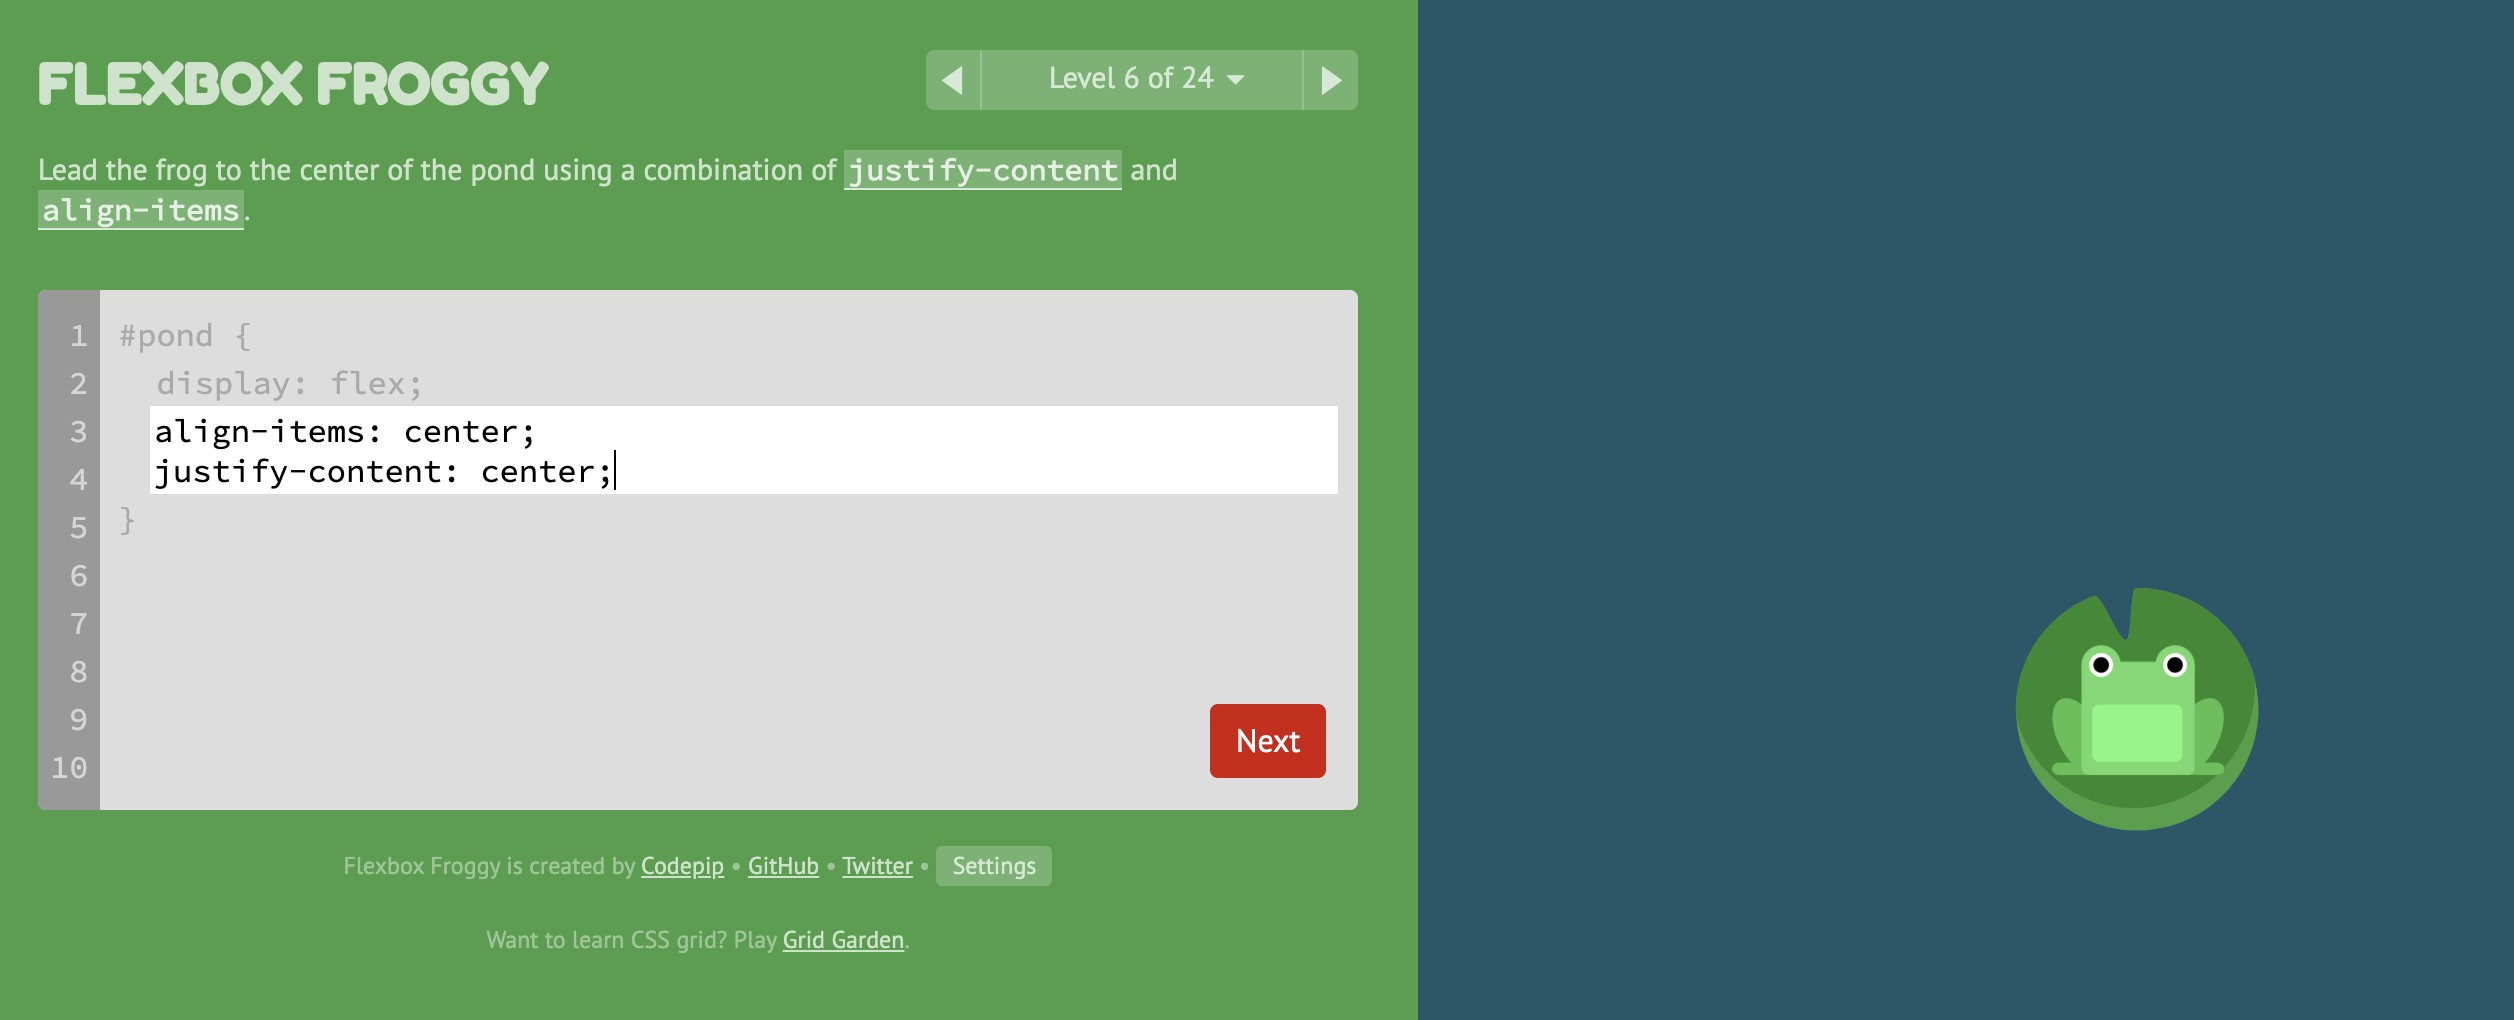 FLEXBOX FROGGY
Level 6 of 24
Lead the frog to the center of the pond using a combination of justify-content and
align-items.
1 #pond {
2 display: flex;
3 align-items: center;
4 justify-content: center;
5 }
6
7
8
9
10
Next
Flexbox Froggy is created by Codepip • GitHub • Twitter • Settings
Want to learn CSS grid? Play Grid Garden.